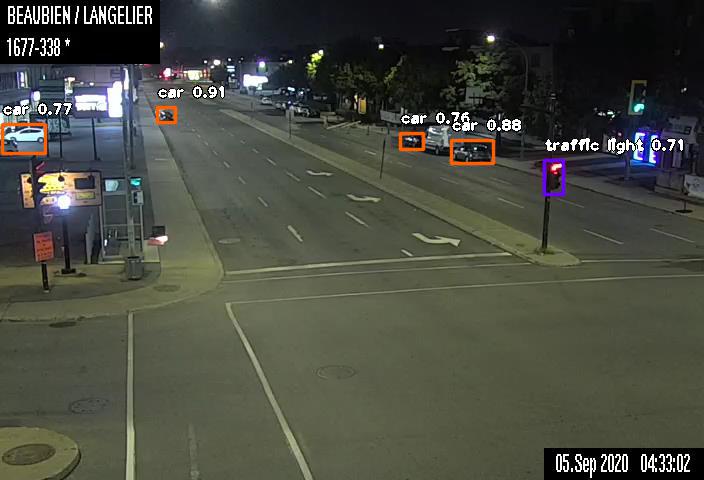 BEAUBIEN / LANGELIER
1677-338 *
car 0.91
car 0.77
car 0.76
car 0.88
traffic light 0.71
05.Sep 2020 04:33:02